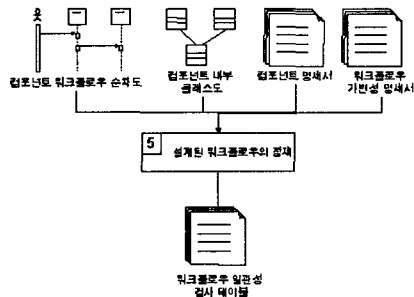 컴포넌트 워크플로우 순차도
컴포넌트 내부
클래스도
컴포넌트 명세서
워크플로우
가변성 명세서
5
설계된 워크플로우의 정제
워크플로우 일관성
검사 테이블